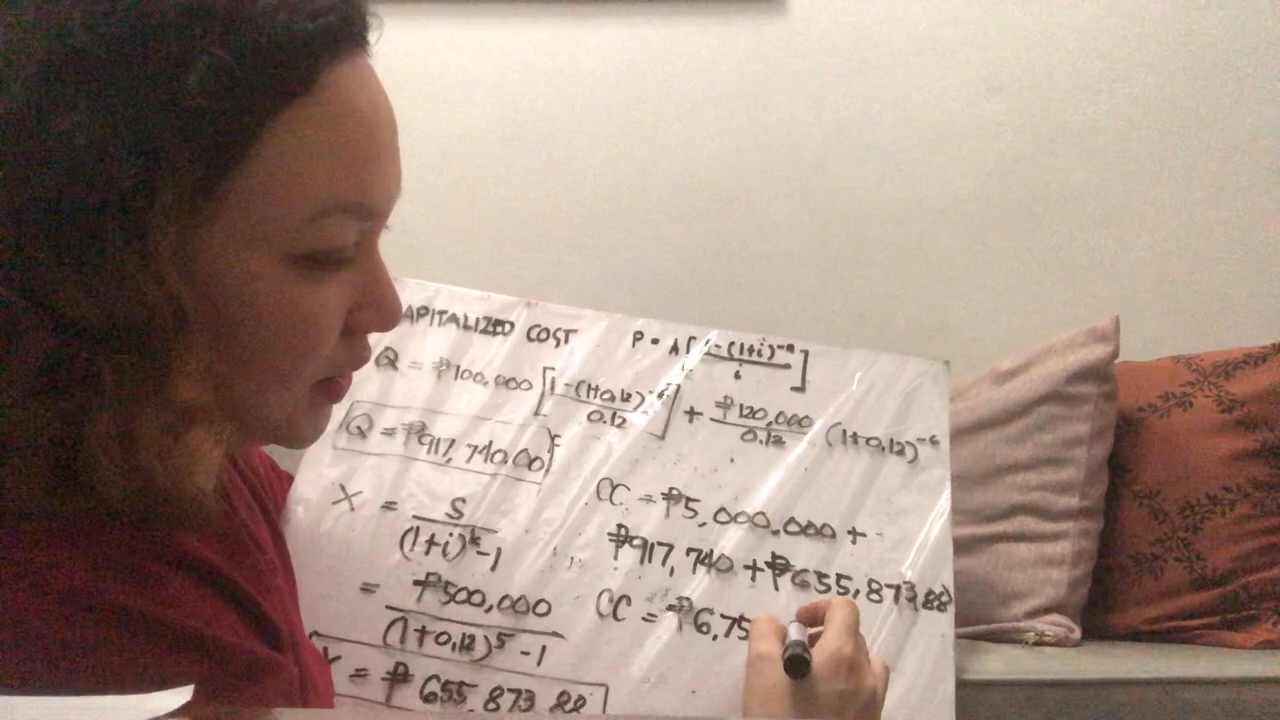 APITALIZED COST
P = A[1-(1+i)^-n / i]
Q = ₱100,000 [1-(1+0.12)^-6 / 0.12] + ₱120,000 / 0.12 (1+0.12)^-6
Q = ₱917,740.00
X = S / (1+i)^k -1
= ₱500,000 / (1+0.12)^5 -1
X = ₱655,873.88
CC = ₱5,000,000 +
₱917,740 + ₱655,873.88
CC = ₱6,75